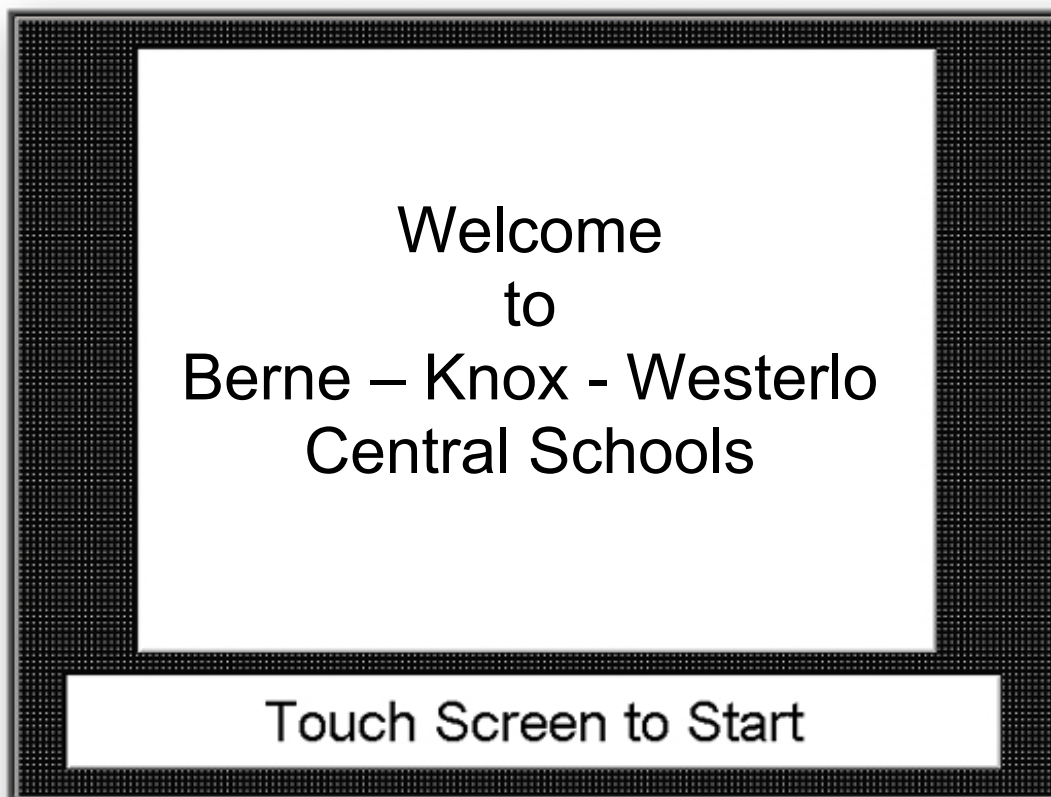 Welcome
to
Berne – Knox - Westerlo
Central Schools
Touch Screen to Start